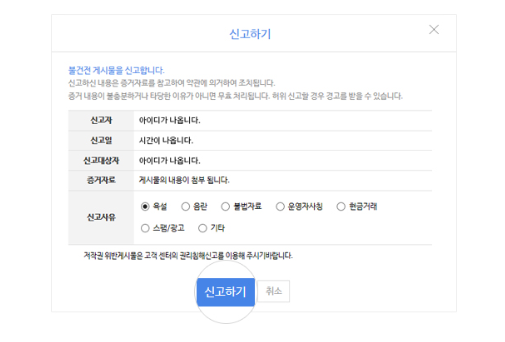 신고하기
불건전 게시물을 신고합니다.
신고하신 내용은 증거자료를 참고하여 약관에 의거하여 조치됩니다.
증거 내용이 불충분하거나 타당한 이유가 아니면 무효 처리됩니다. 허위 신고할 경우 경고를 받을 수 있습니다.
신고자 아이디가 나옵니다.
신고일 시간이 나옵니다.
신고대상자 아이디가 나옵니다.
증거자료 게시물의 내용이 첨부 됩니다.
신고사유 욕설 음란 불법자료 운영자사칭 현금거래
스팸/광고 기타
저작권 위반게시물은 고객 센터의 권리침해신고를 이용해 주시기바랍니다.
신고하기 취소